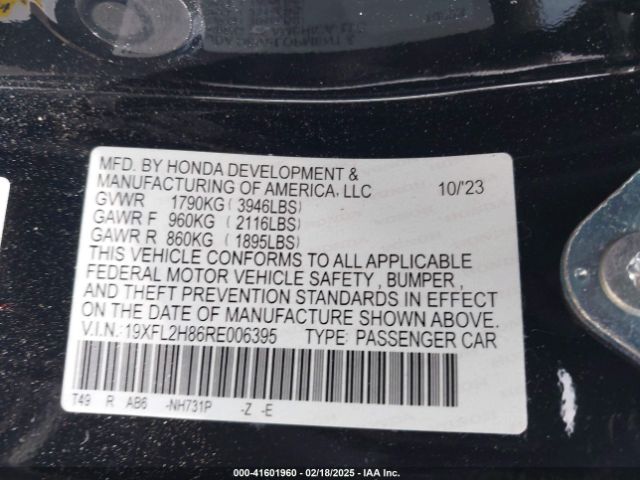 MFD. BY HONDA DEVELOPMENT &
MANUFACTURING OF AMERICA, LLC 10/'23
GVWR 1790KG ( 3946LBS)
GAWR F 960KG ( 2116LBS)
GAWR R 860KG ( 1895LBS)
THIS VEHICLE CONFORMS TO ALL APPLICABLE
FEDERAL MOTOR VEHICLE SAFETY , BUMPER ,
AND THEFT PREVENTION STANDARDS IN EFFECT
ON THE DATE OF MANUFACTURE SHOWN ABOVE.
V.I.N.: 19XFL2H86RE006395 TYPE: PASSENGER CAR
T49 R AB6 -NH731P -Z -E
000-41601960 - 02/18/2025 - IAA Inc.